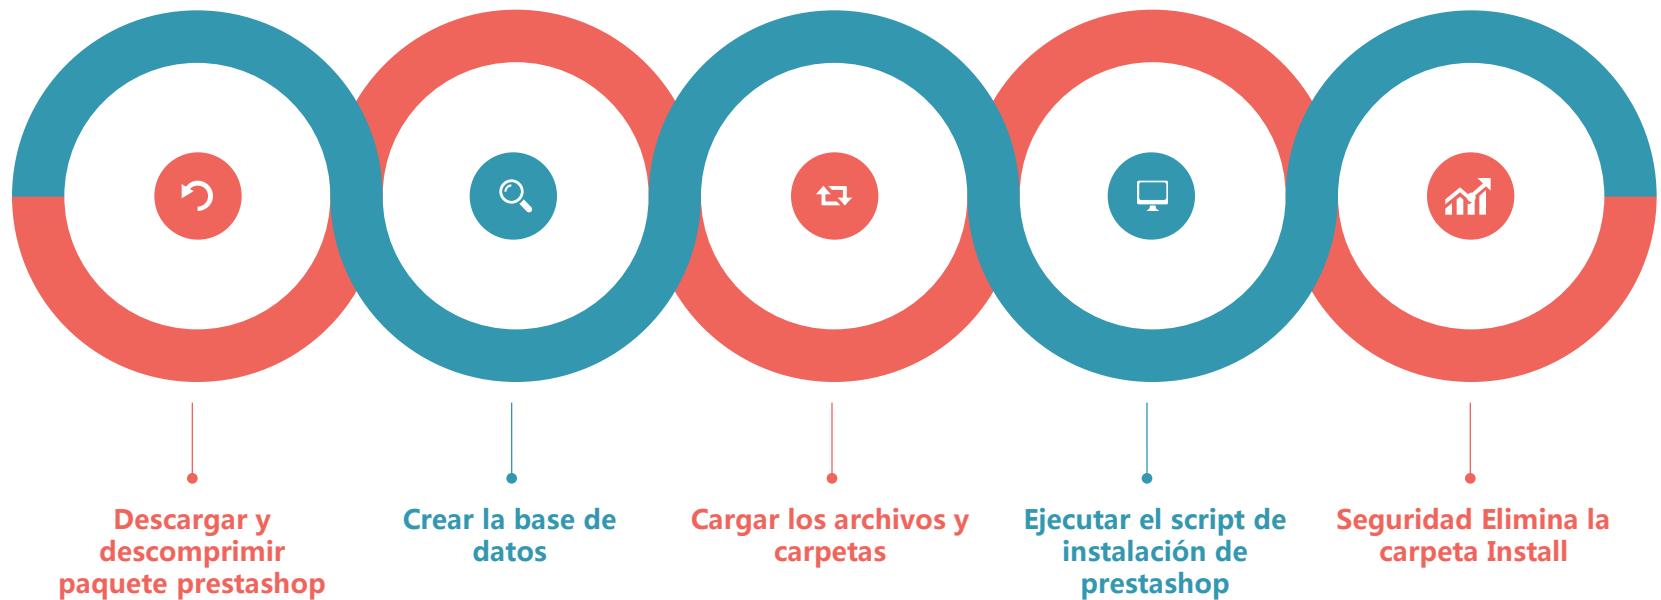 Descargar y
descomprimir
paquete prestashop
Crear la base de
datos
Cargar los archivos y
carpetas
Ejecutar el script de
instalación de
prestashop
Seguridad Elimina la
carpeta Install